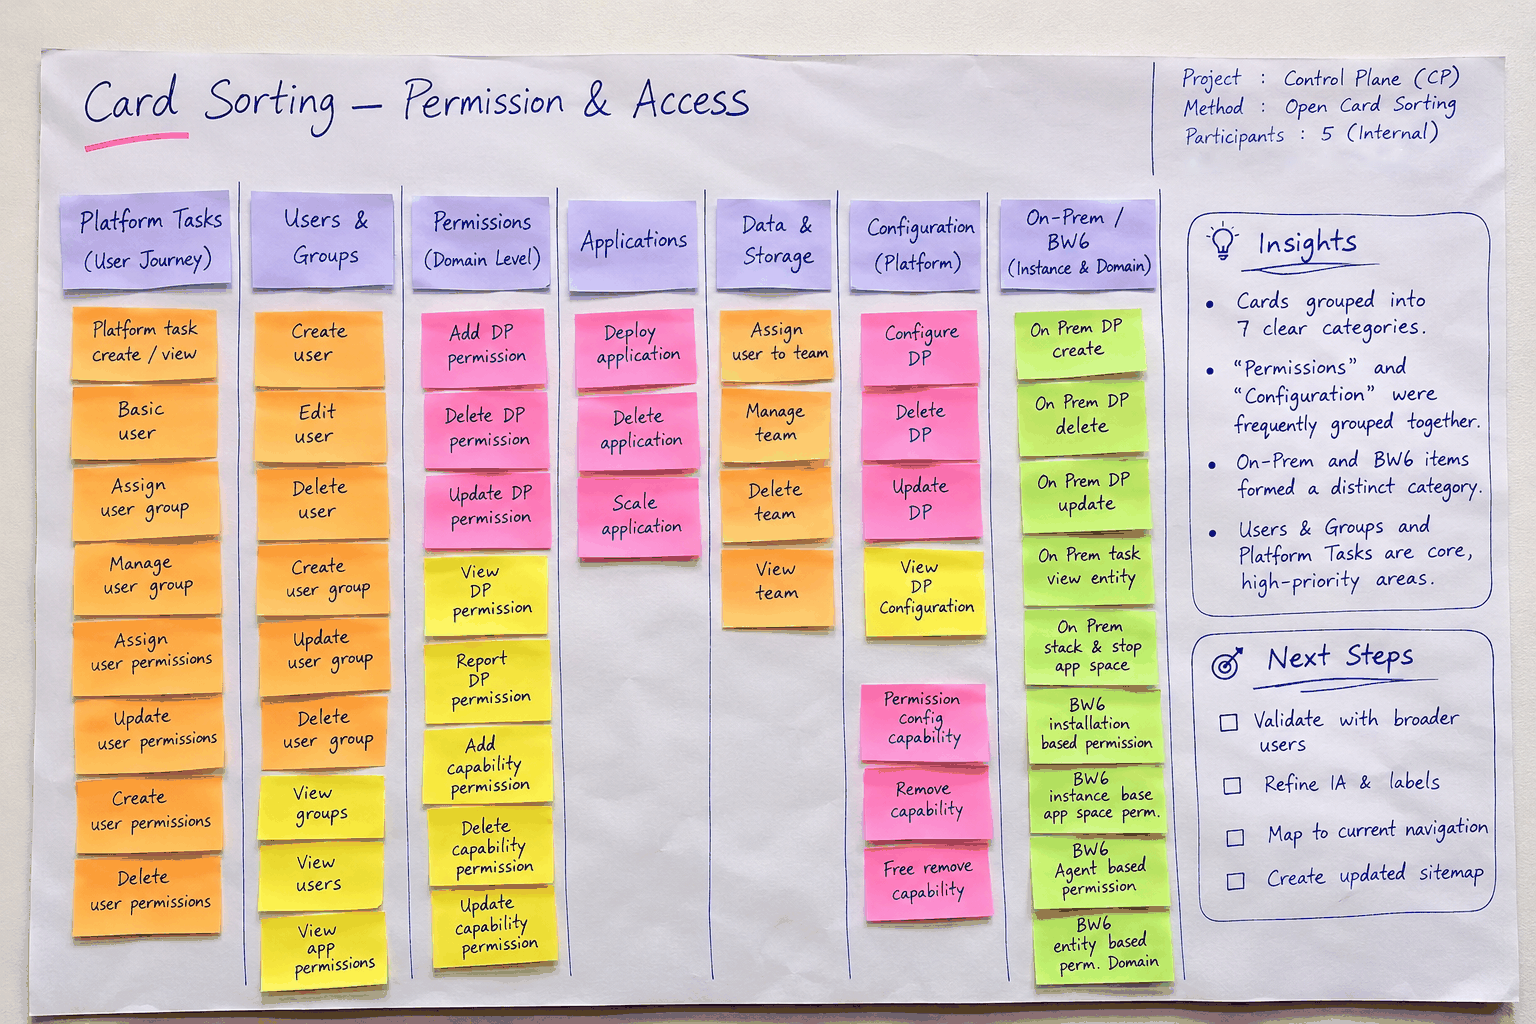 Card Sorting – Permission & Access
Project : Control Plane (CP)
Method : Open Card Sorting
Participants : 5 (Internal)
Platform Tasks
(User Journey)
Platform task
create / view
Basic
user
Assign
user group
Manage
user group
Assign
user permissions
Update
user permissions
Create
user permissions
Delete
user permissions
Users &
Groups
Create
user
Edit
user
Delete
user
Create
user group
Update
user group
Delete
user group
View
groups
View
users
View
app
permissions
Permissions
(Domain Level)
Add DP
permission
Delete DP
permission
Update DP
permission
View
DP
permission
Report
DP
permission
Add
capability
permission
Delete
capability
permission
Update
capability
permission
Applications
Deploy
application
Delete
application
Scale
application
Data &
Storage
Assign
user to team
Manage
team
Delete
team
View
team
Configuration
(Platform)
Configure
DP
Delete
DP
Update
DP
View
DP
Configuration
Permission
Config
capability
Remove
capability
Free remove
capability
On-Prem /
BW6
(Instance & Domain)
On Prem DP
create
On Prem DP
delete
On Prem DP
update
On Prem task
view entity
On Prem
stack & stop
app space
BW6
installation
based permission
BW6
instance base
app space perm.
BW6
Agent based
permission
BW6
entity based
perm. Domain
Insights
• Cards grouped into
7 clear categories.
• “Permissions” and
“Configuration” were
frequently grouped together.
• On-Prem and BW6 items
formed a distinct category.
• Users & Groups and
Platform Tasks are core,
high-priority areas.
Next Steps
Validate with broader
users
Refine IA & labels
Map to current navigation
Create updated sitemap